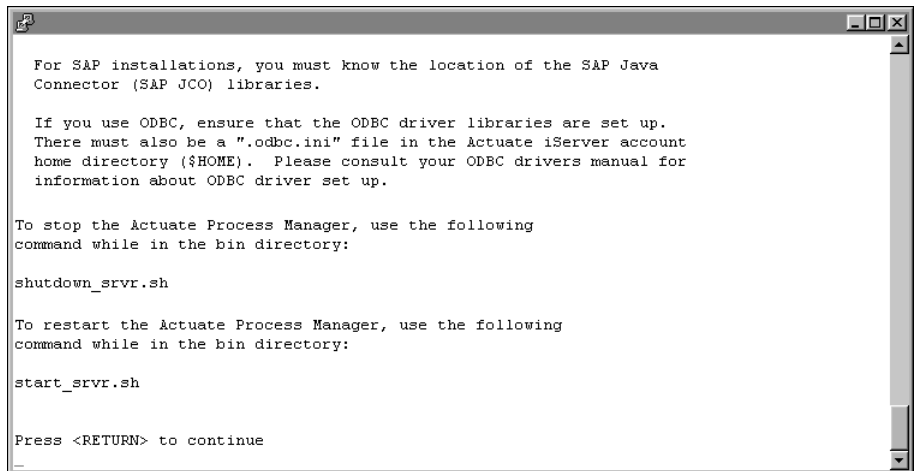 For SAP installations, you must know the location of the SAP Java
Connector (SAP JCO) libraries.
If you use ODBC, ensure that the ODBC driver libraries are set up.
There must also be a ".odbc.ini" file in the Actuate iServer account
home directory ($HOME).  Please consult your ODBC drivers manual for
information about ODBC driver set up.
To stop the Actuate Process Manager, use the following
command while in the bin directory:
shutdown_srvr.sh
To restart the Actuate Process Manager, use the following
command while in the bin directory:
start_srvr.sh
Press <RETURN> to continue